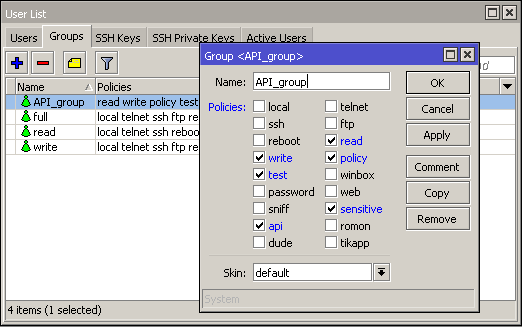 User List
Users Groups SSH Keys SSH Private Keys Active Users
Name Policies
API_group read write policy test
full local telnet ssh ftp re
read local telnet ssh reboo
write local telnet ssh ftp re
4 items (1 selected)
Group <API_group>
Name: API_group
Policies: local telnet
ssh ftp
reboot read
write policy
test winbox
password web
sniff sensitive
api romon
dude tikapp
Skin: default
System
OK
Cancel
Apply
Comment
Copy
Remove